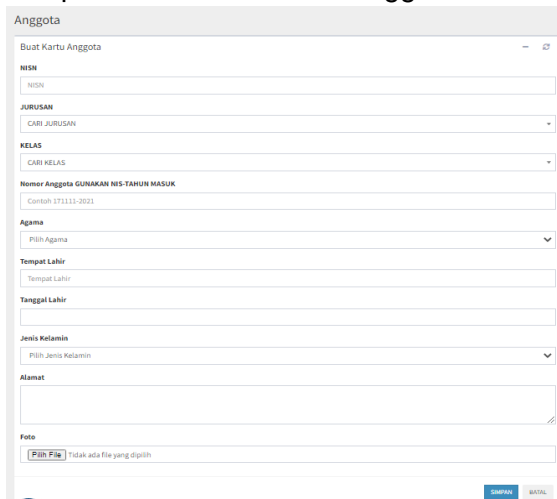 Anggota
Buat Kartu Anggota
NISN
NISN
JURUSAN
CARI JURUSAN
KELAS
CARI KELAS
Nomor Anggota GUNAKAN NIS-TAHUN MASUK
Contoh 171111-2021
Agama
Pilih Agama
Tempat Lahir
Tempat Lahir
Tanggal Lahir
Jenis Kelamin
Pilih Jenis Kelamin
Alamat
Foto
Pilih File Tidak ada file yang dipilih
SIMPAN BATAL